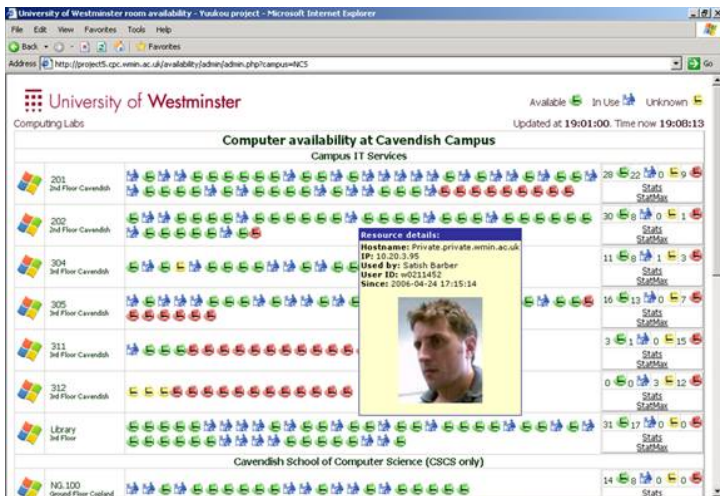 University of Westminster room availability - Yuukou project - Microsoft Internet Explorer
File Edit View Favorites Tools Help
Back Favorites
Address http://project5.cpc.wmin.ac.uk/availability/admin/admin.php?campus=NCS Go
University of Westminster
Available In Use Unknown
Computing Labs
Updated at 19:01:00. Time now 19:08:13
Computer availability at Cavendish Campus
Campus IT Services
201
2nd Floor Cavendish
28 22 0 9
Stats
StatMax
202
2nd Floor Cavendish
30 8 0 1
Stats
StatMax
Resource details:
Hostname: Private.private.wmin.ac.uk
IP: 10.20.3.95
Used by: Satish Barber
User ID: w0211452
Since: 2006-04-24 17:15:14
304
3rd Floor Cavendish
11 8 1 3
Stats
StatMax
305
3rd Floor Cavendish
16 13 0 7
Stats
StatMax
311
3rd Floor Cavendish
3 1 0 15
Stats
StatMax
312
3rd Floor Cavendish
0 0 3 12
Stats
StatMax
Library
3rd Floor
31 17 0 0
Stats
StatMax
Cavendish School of Computer Science (CSCS only)
NG.100
Ground Floor Copland
14 8 0 0
Stats